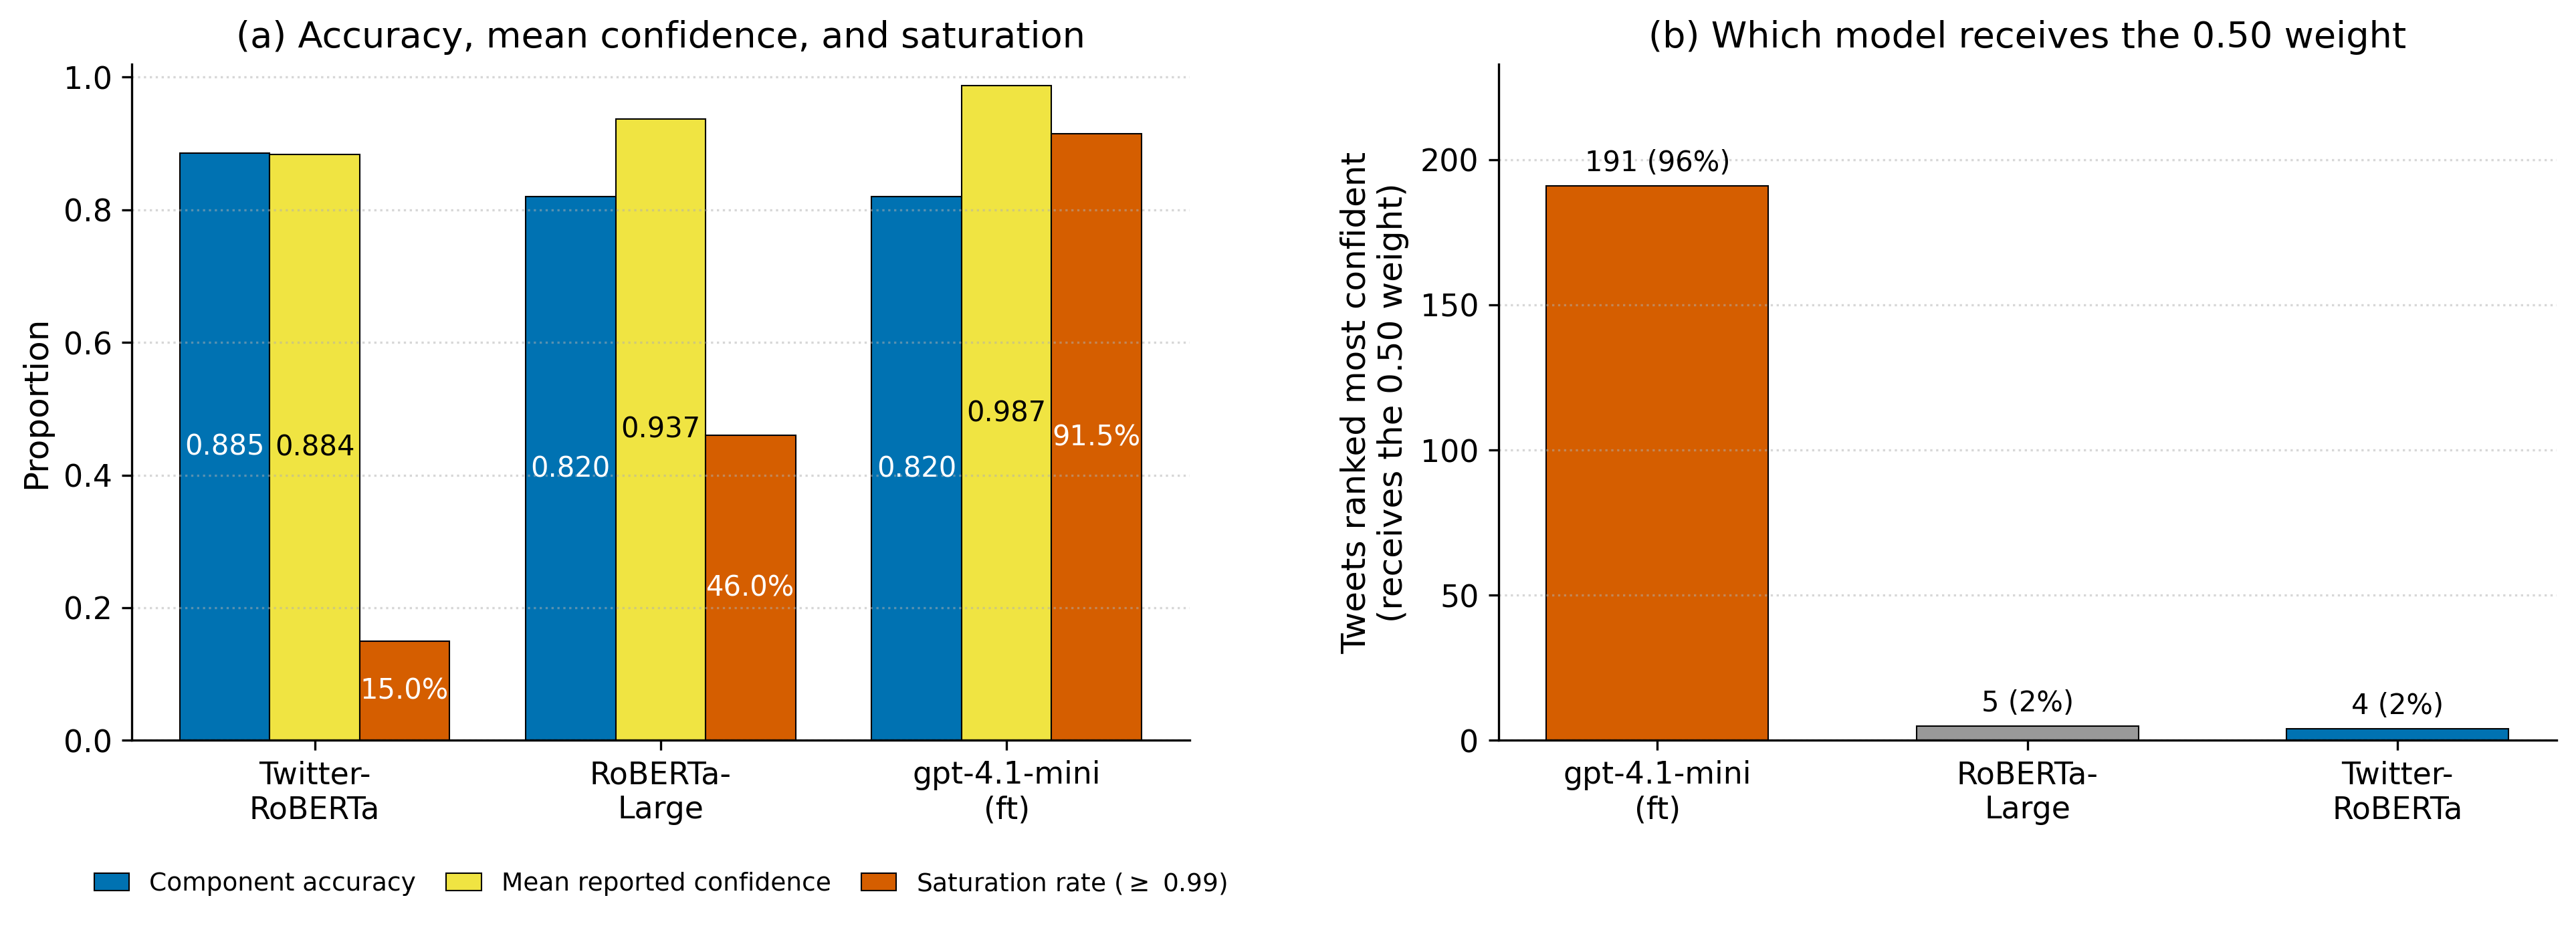 (a) Accuracy, mean confidence, and saturation
Proportion
1.0
0.8
0.6
0.4
0.2
0.0
0.885
0.884
15.0%
0.820
0.937
46.0%
0.820
0.987
91.5%
Twitter-
RoBERTa
RoBERTa-
Large
gpt-4.1-mini
(ft)
Component accuracy
Mean reported confidence
Saturation rate (≥ 0.99)
(b) Which model receives the 0.50 weight
Tweets ranked most confident
(receives the 0.50 weight)
200
150
100
50
0
191 (96%)
5 (2%)
4 (2%)
gpt-4.1-mini
(ft)
RoBERTa-
Large
Twitter-
RoBERTa